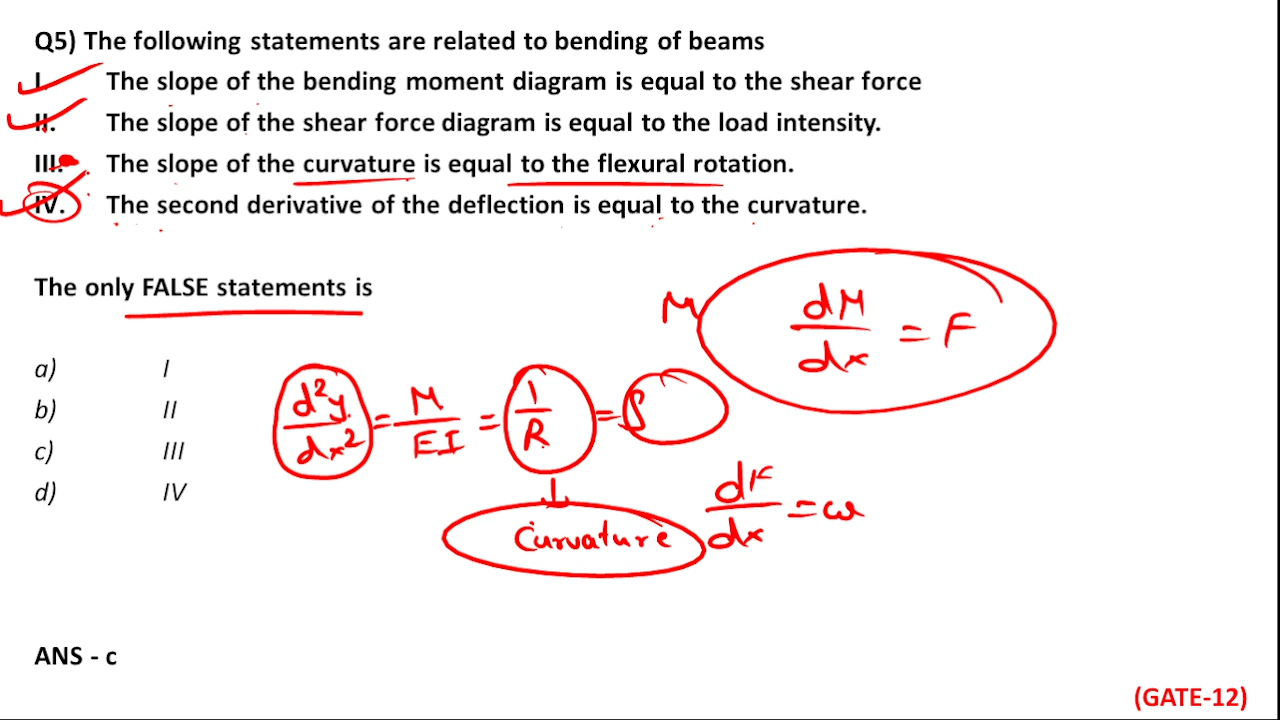 Q5) The following statements are related to bending of beams
I. The slope of the bending moment diagram is equal to the shear force
II. The slope of the shear force diagram is equal to the load intensity.
III. The slope of the curvature is equal to the flexural rotation.
IV. The second derivative of the deflection is equal to the curvature.
The only FALSE statements is
M dM/dx = F
a) I
b) II
c) III
d) IV
d²y/dx² = M/EI = 1/R =
dF/dx = w
Curvature
ANS - c
(GATE-12)